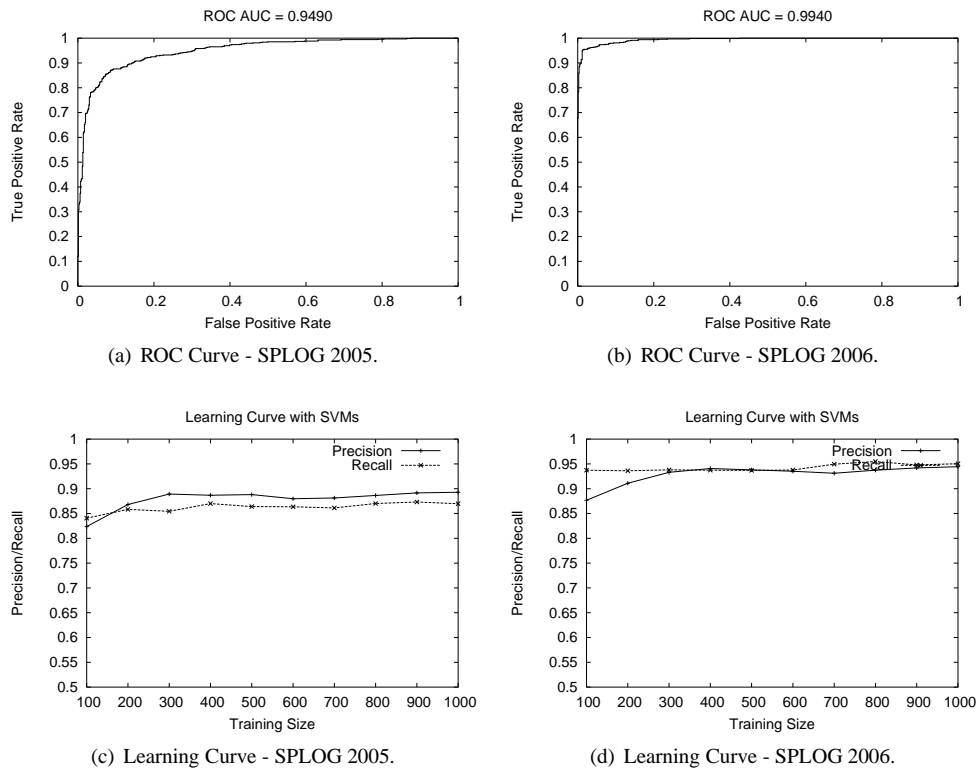 ROC AUC = 0.9490
1
0.9
0.8
0.7
0.6
0.5
0.4
0.3
0.2
0.1
0
True Positive Rate
0 0.2 0.4 0.6 0.8 1
False Positive Rate
(a) ROC Curve - SPLOG 2005.
ROC AUC = 0.9940
1
0.9
0.8
0.7
0.6
0.5
0.4
0.3
0.2
0.1
0
True Positive Rate
0 0.2 0.4 0.6 0.8 1
False Positive Rate
(b) ROC Curve - SPLOG 2006.
Learning Curve with SVMs
Precision
Recall
1
0.95
0.9
0.85
0.8
0.75
0.7
0.65
0.6
0.55
0.5
Precision/Recall
100 200 300 400 500 600 700 800 900 1000
Training Size
(c) Learning Curve - SPLOG 2005.
Learning Curve with SVMs
Precision
Recall
1
0.95
0.9
0.85
0.8
0.75
0.7
0.65
0.6
0.55
0.5
Precision/Recall
100 200 300 400 500 600 700 800 900 1000
Training Size
(d) Learning Curve - SPLOG 2006.